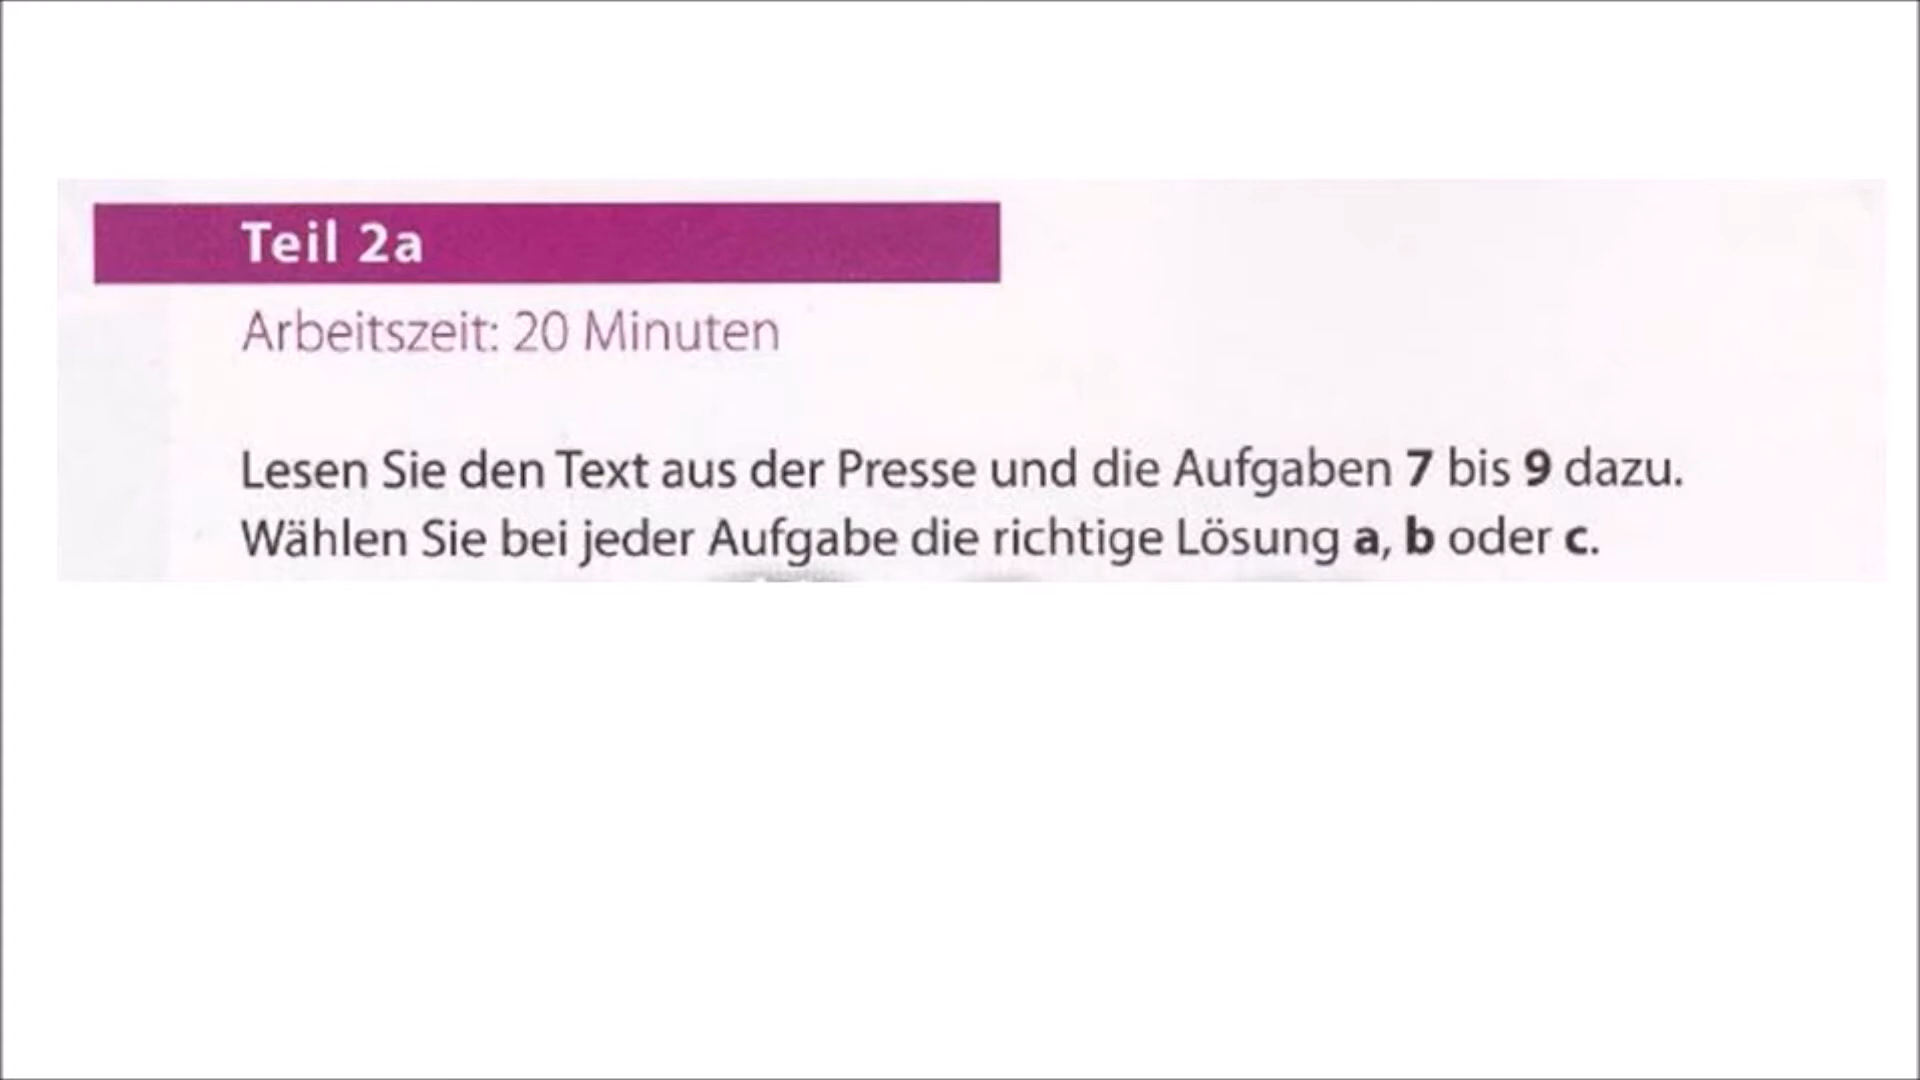 Teil 2a
Arbeitszeit: 20 Minuten
Lesen Sie den Text aus der Presse und die Aufgaben 7 bis 9 dazu.
Wählen Sie bei jeder Aufgabe die richtige Lösung a, b oder c.